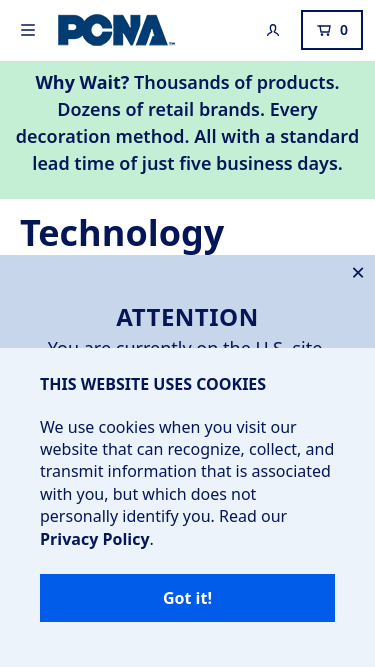 PCNA
0
Why Wait? Thousands of products.
Dozens of retail brands. Every
decoration method. All with a standard
lead time of just five business days.
Technology
ATTENTION
You are currently on the U.S. site.
THIS WEBSITE USES COOKIES
We use cookies when you visit our
website that can recognize, collect, and
transmit information that is associated
with you, but which does not
personally identify you. Read our
Privacy Policy.
Got it!